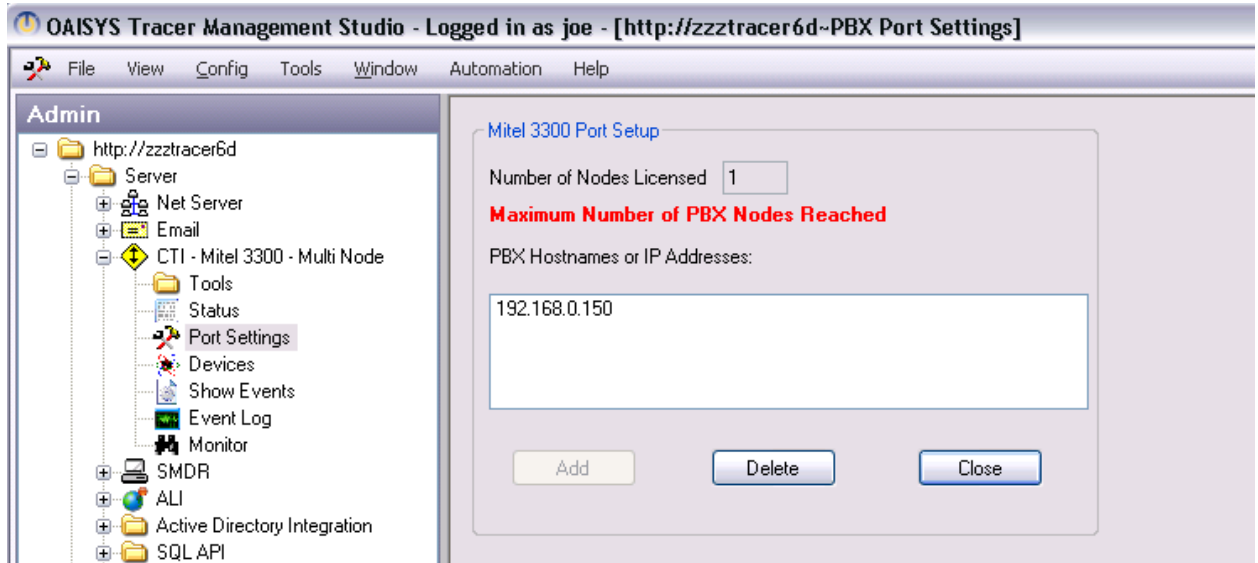 OAISYS Tracer Management Studio - Logged in as joe - [http://zzztracer6d~PBX Port Settings]
File View Config Tools Window Automation Help
Admin
http://zzztracer6d
Server
Net Server
Email
CTI - Mitel 3300 - Multi Node
Tools
Status
Port Settings
Devices
Show Events
Event Log
Monitor
SMDR
ALI
Active Directory Integration
SQL API
Mitel 3300 Port Setup
Number of Nodes Licensed 1
Maximum Number of PBX Nodes Reached
PBX Hostnames or IP Addresses:
192.168.0.150
Add Delete Close